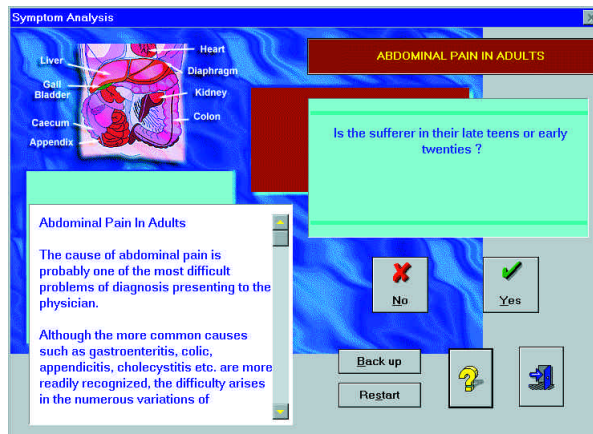 Symptom Analysis
Heart
Liver
Diaphragm
Gall
Bladder
Kidney
Colon
Caecum
Appendix
ABDOMINAL PAIN IN ADULTS
Is the sufferer in their late teens or early
twenties ?
Abdominal Pain In Adults
The cause of abdominal pain is
probably one of the most difficult
problems of diagnosis presenting to the
physician.
Although the more common causes
such as gastroenteritis, colic,
appendicitis, cholecystitis etc. are more
readily recognized, the difficulty arises
in the numerous variations of
No
Yes
Back up
Restart